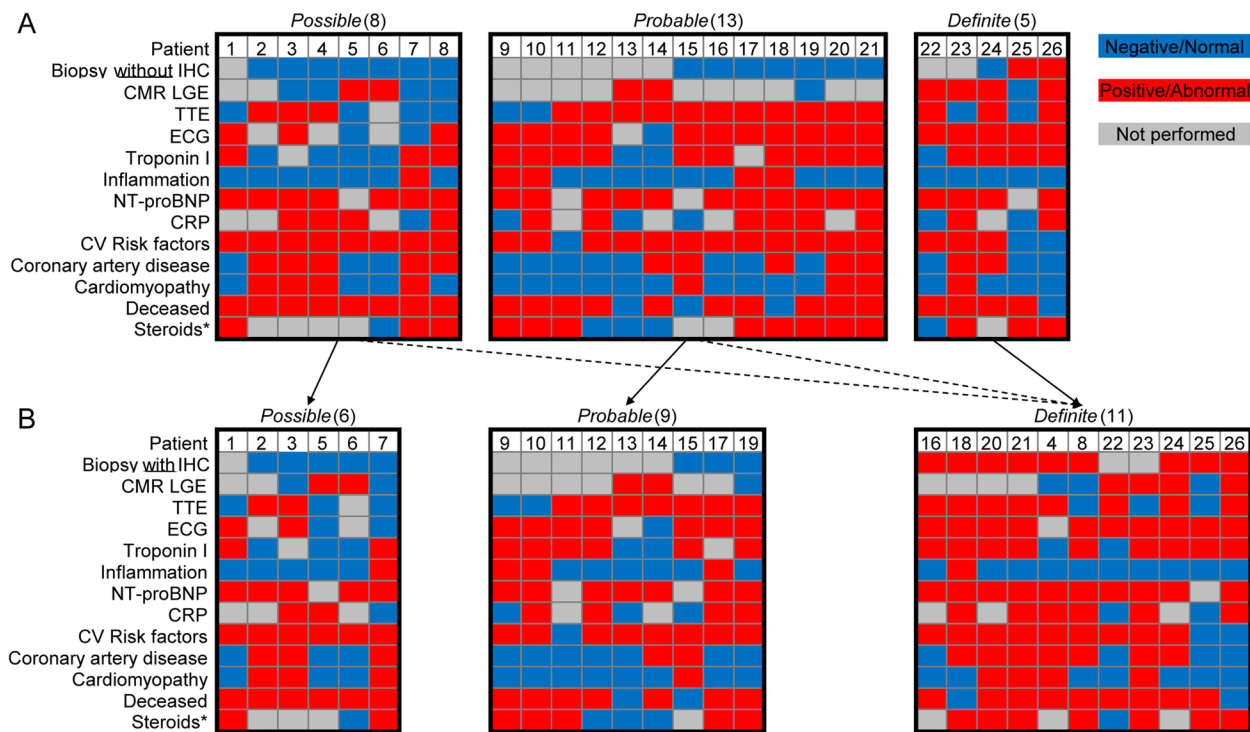 A
Possible(8)
Probable(13)
Definite(5)
Patient 1 2 3 4 5 6 7 8 9 10 11 12 13 14 15 16 17 18 19 20 21 22 23 24 25 26
Negative/Normal
Biopsy without IHC
CMR LGE
Positive/Abnormal
TTE
ECG
Not performed
Troponin I
Inflammation
NT-proBNP
CRP
CV Risk factors
Coronary artery disease
Cardiomyopathy
Deceased
Steroids*
B
Possible(6)
Probable(9)
Definite(11)
Patient 1 2 3 5 6 7 9 10 11 12 13 14 15 17 19 16 18 20 21 4 8 22 23 24 25 26
Biopsy with IHC
CMR LGE
TTE
ECG
Troponin I
Inflammation
NT-proBNP
CRP
CV Risk factors
Coronary artery disease
Cardiomyopathy
Deceased
Steroids*